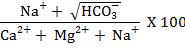 Na⁺ + √HCO₃⁻
Ca²⁺ + Mg²⁺ + Na⁺ X 100